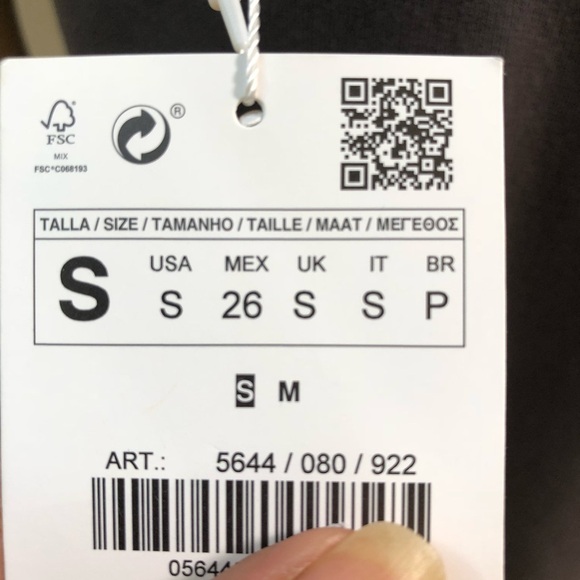 ®
FSC
MIX
FSC®C068193
TALLA / SIZE / TAMANHO / TAILLE / MAAT / ΜΕΓΕΘΟΣ
S
USA MEX UK IT BR
S 26 S S P
S M
ART.: 5644 / 080 / 922